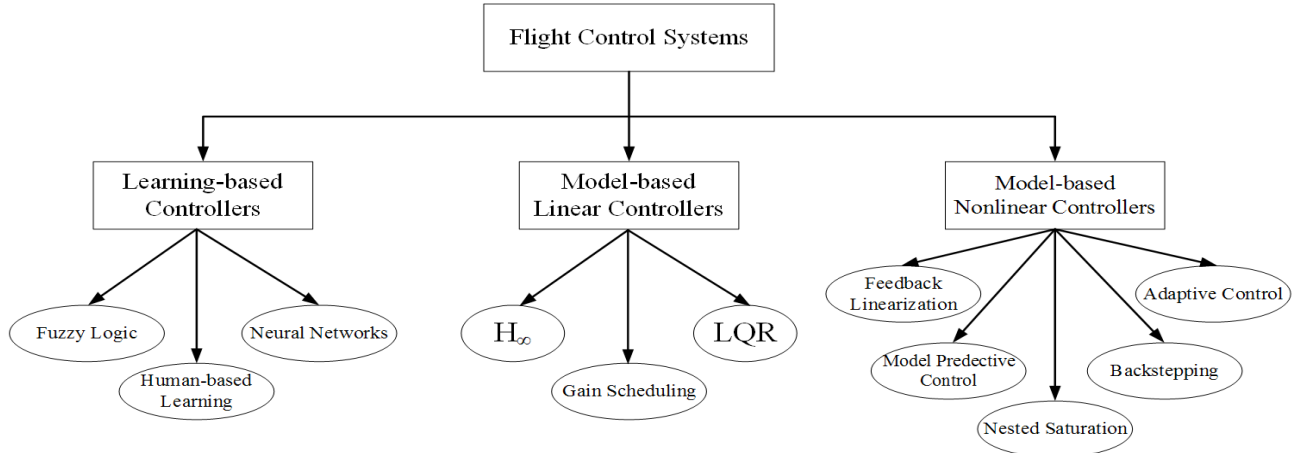 Flight Control Systems
Learning-based
Controllers
Model-based
Linear Controllers
Model-based
Nonlinear Controllers
Fuzzy Logic
Human-based
Learning
Neural Networks
H∞
Gain Scheduling
LQR
Feedback
Linearization
Model Predective
Control
Nested Saturation
Backstepping
Adaptive Control